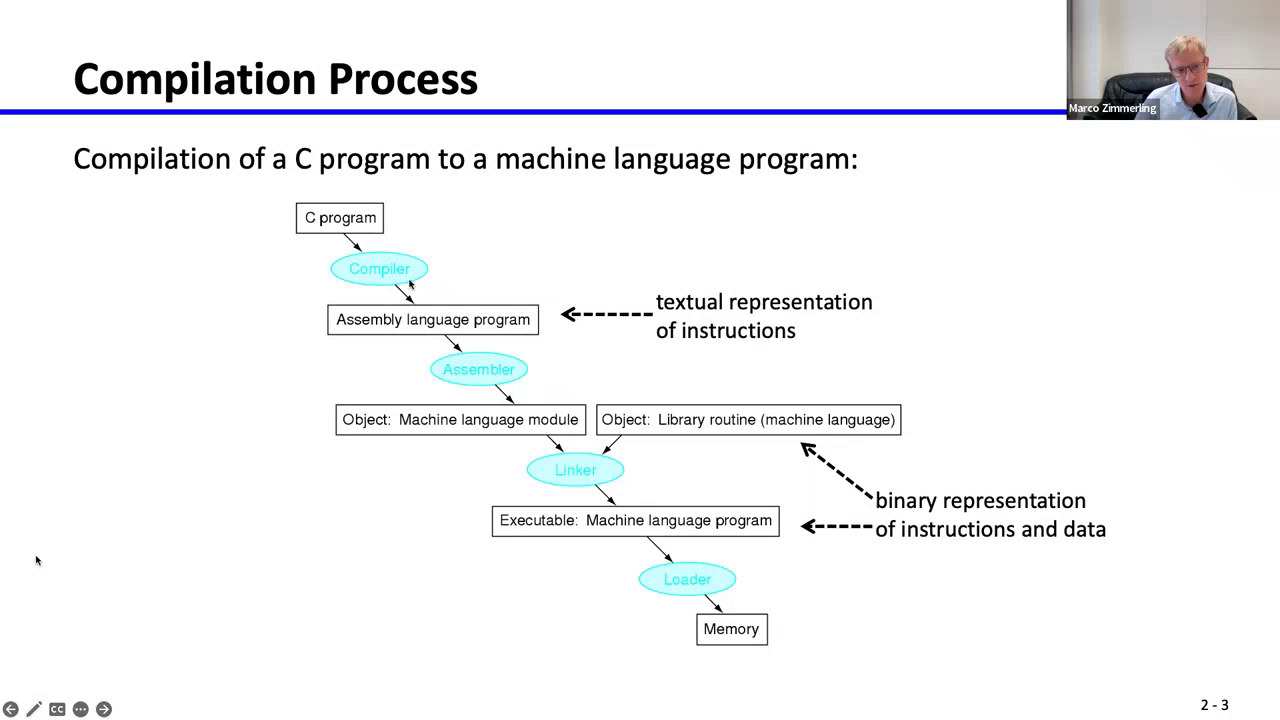 Compilation Process
Marco Zimmerling
Compilation of a C program to a machine language program:
C program
Compiler
Assembly language program
textual representation
of instructions
Assembler
Object: Machine language module
Object: Library routine (machine language)
Linker
binary representation
of instructions and data
Executable: Machine language program
Loader
Memory
CC
2 - 3